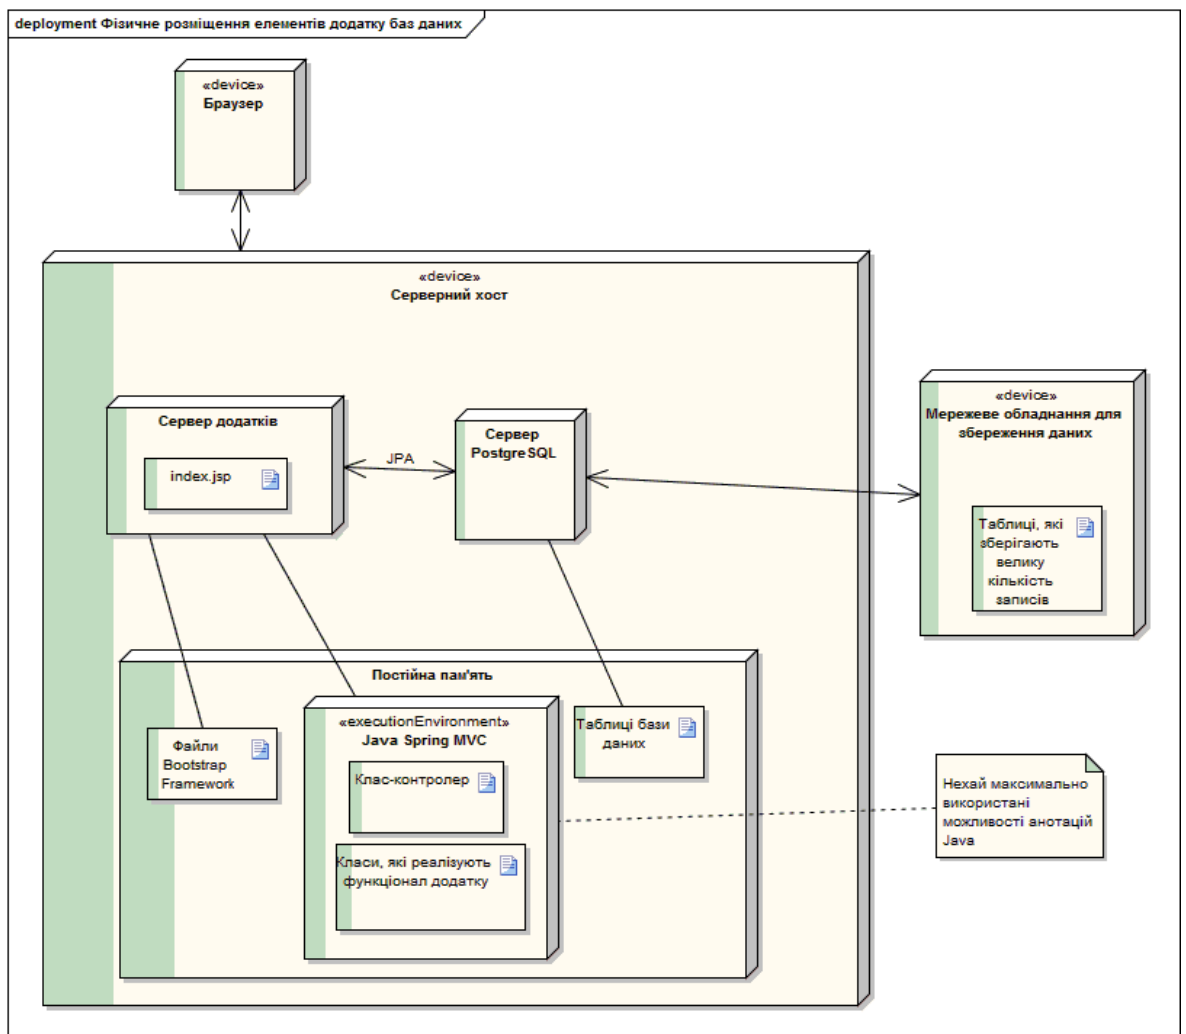 deployment Фізичне розміщення елементів додатку баз даних
«device»
Браузер
«device»
Серверний хост
Сервер додатків
index.jsp
JPA
Сервер
PostgreSQL
«device»
Мережеве обладнання для
збереження даних
Таблиці, які
зберігають
велику
кількість
записів
Постійна пам'ять
Файли
Bootstrap
Framework
«executionEnvironment»
Java Spring MVC
Клас-контролер
Класи, які реалізують
функціонал додатку
Таблиці бази
даних
Нехай максимально
використані
можливості анотацій
Java